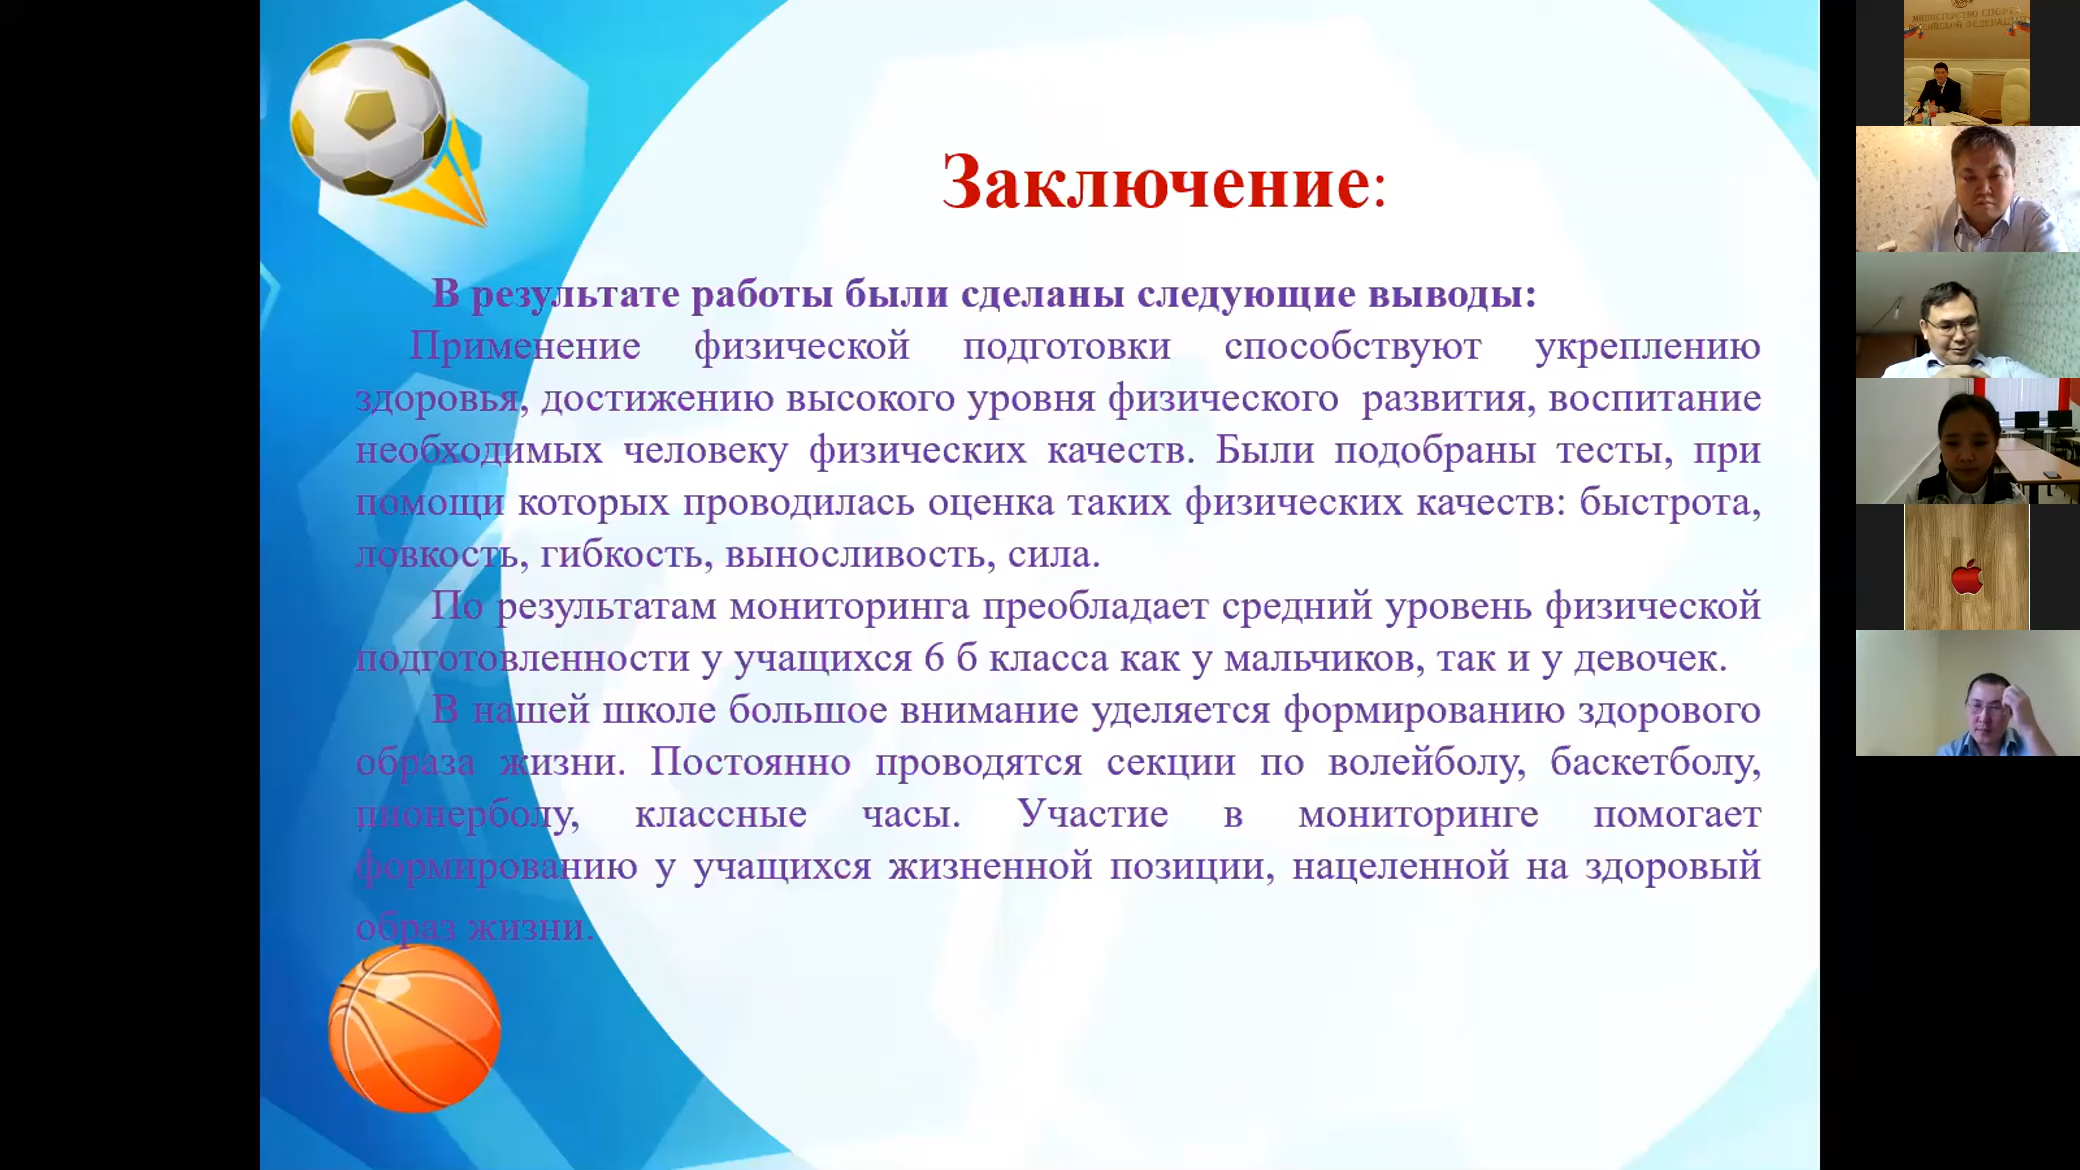 Заключение:
В результате работы были сделаны следующие выводы:
Применение физической подготовки способствуют укреплению
здоровья, достижению высокого уровня физического развития, воспитание
необходимых человеку физических качеств. Были подобраны тесты, при
помощи которых проводилась оценка таких физических качеств: быстрота,
ловкость, гибкость, выносливость, сила.
По результатам мониторинга преобладает средний уровень физической
подготовленности у учащихся 6 б класса как у мальчиков, так и у девочек.
В нашей школе большое внимание уделяется формированию здорового
образа жизни. Постоянно проводятся секции по волейболу, баскетболу,
пионерболу, классные часы. Участие в мониторинге помогает
формированию у учащихся жизненной позиции, нацеленной на здоровый
образ жизни.
МИНИСТЕРСТВО СПОРТА
РОССИЙСКОЙ ФЕДЕРАЦИИ